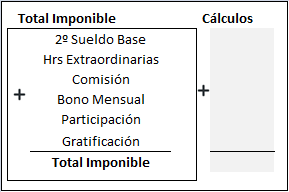 Total Imponible Cálculos
2º Sueldo Base
Hrs Extraordinarias
Comisión
+ Bono Mensual +
Participación
Gratificación
Total Imponible